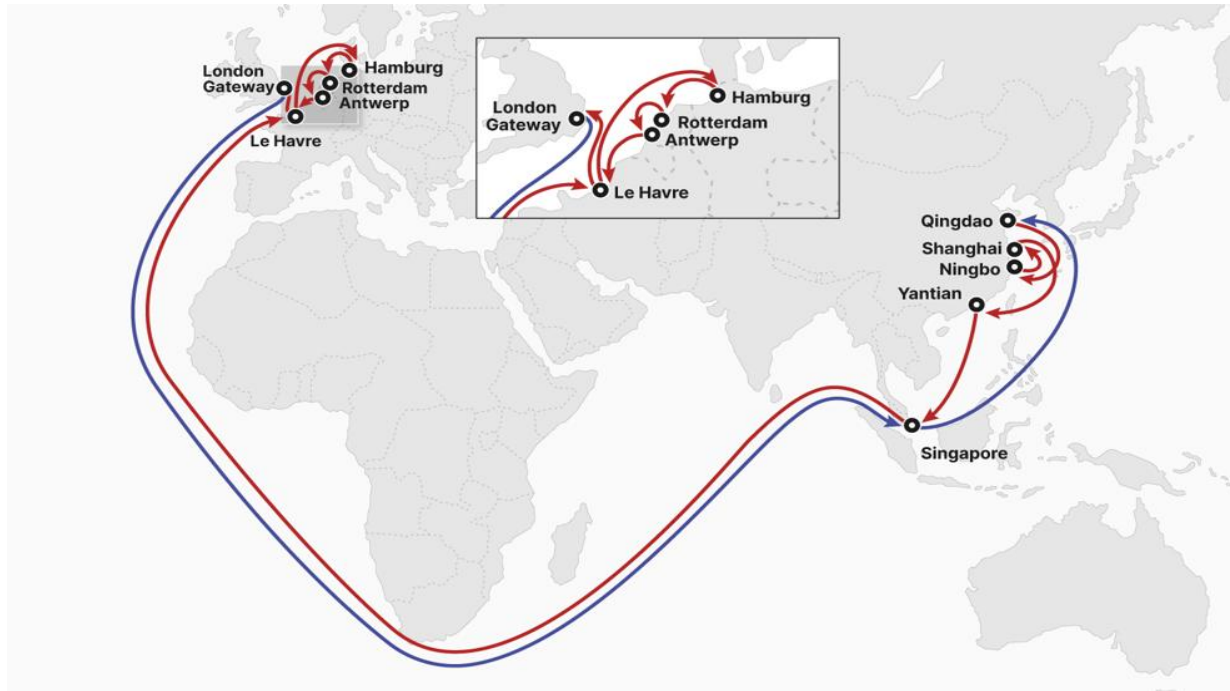 London
Gateway
Hamburg
Rotterdam
Antwerp
Le Havre
London
Gateway
Hamburg
Rotterdam
Antwerp
Le Havre
Qingdao
Shanghai
Ningbo
Yantian
Singapore